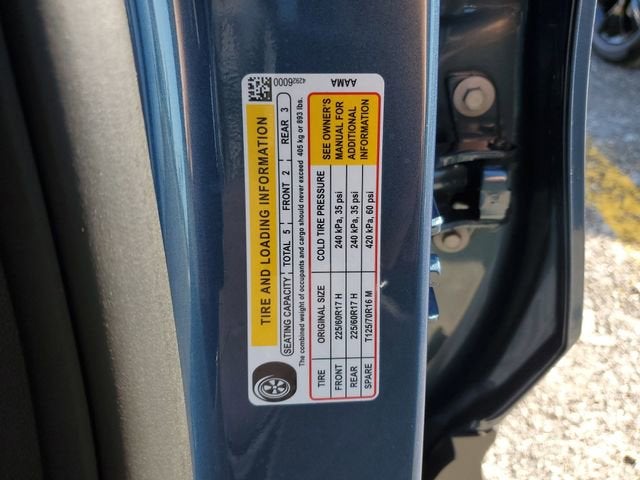 TIRE AND LOADING INFORMATION
SEATING CAPACITY TOTAL 5 FRONT 2 REAR 3
The combined weight of occupants and cargo should never exceed 405 kg or 893 lbs.
TIRE ORIGINAL SIZE COLD TIRE PRESSURE
FRONT 225/60R17 H 240 kPa, 35 psi
REAR 225/60R17 H 240 kPa, 35 psi
SPARE T125/70R16 M 420 kPa, 60 psi
SEE OWNER'S
MANUAL FOR
ADDITIONAL
INFORMATION
42926000
AAMA